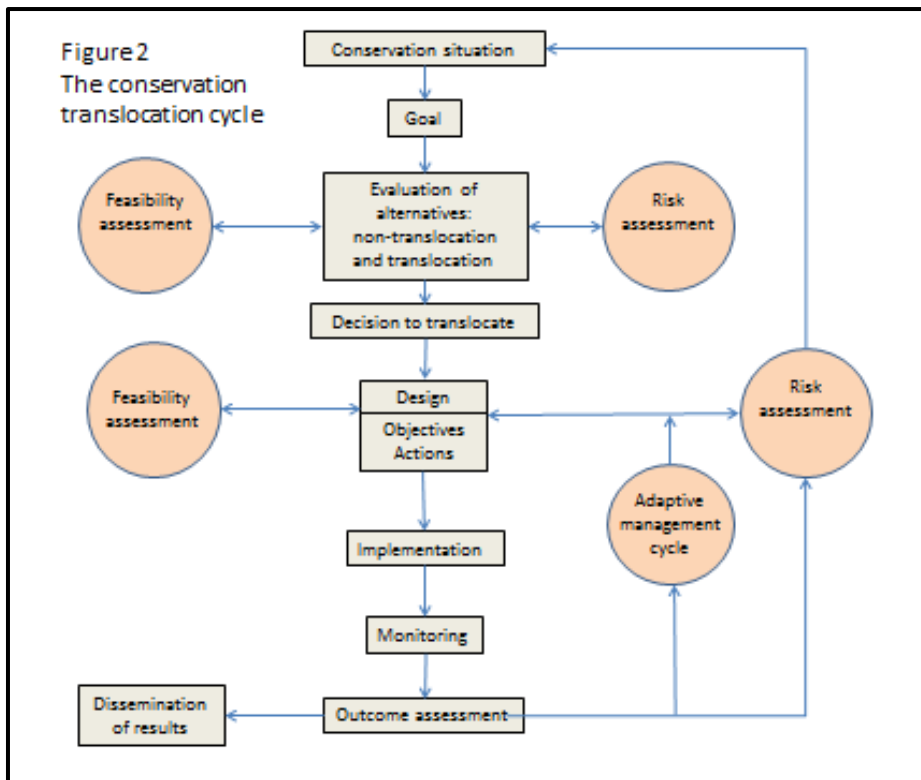 Figure 2
The conservation
translocation cycle
Conservation situation
Goal
Feasibility
assessment
Evaluation of
alternatives:
non-translocation
and translocation
Risk
assessment
Decision to translocate
Feasibility
assessment
Design
Objectives
Actions
Risk
assessment
Adaptive
management
cycle
Implementation
Monitoring
Dissemination
of results
Outcome assessment